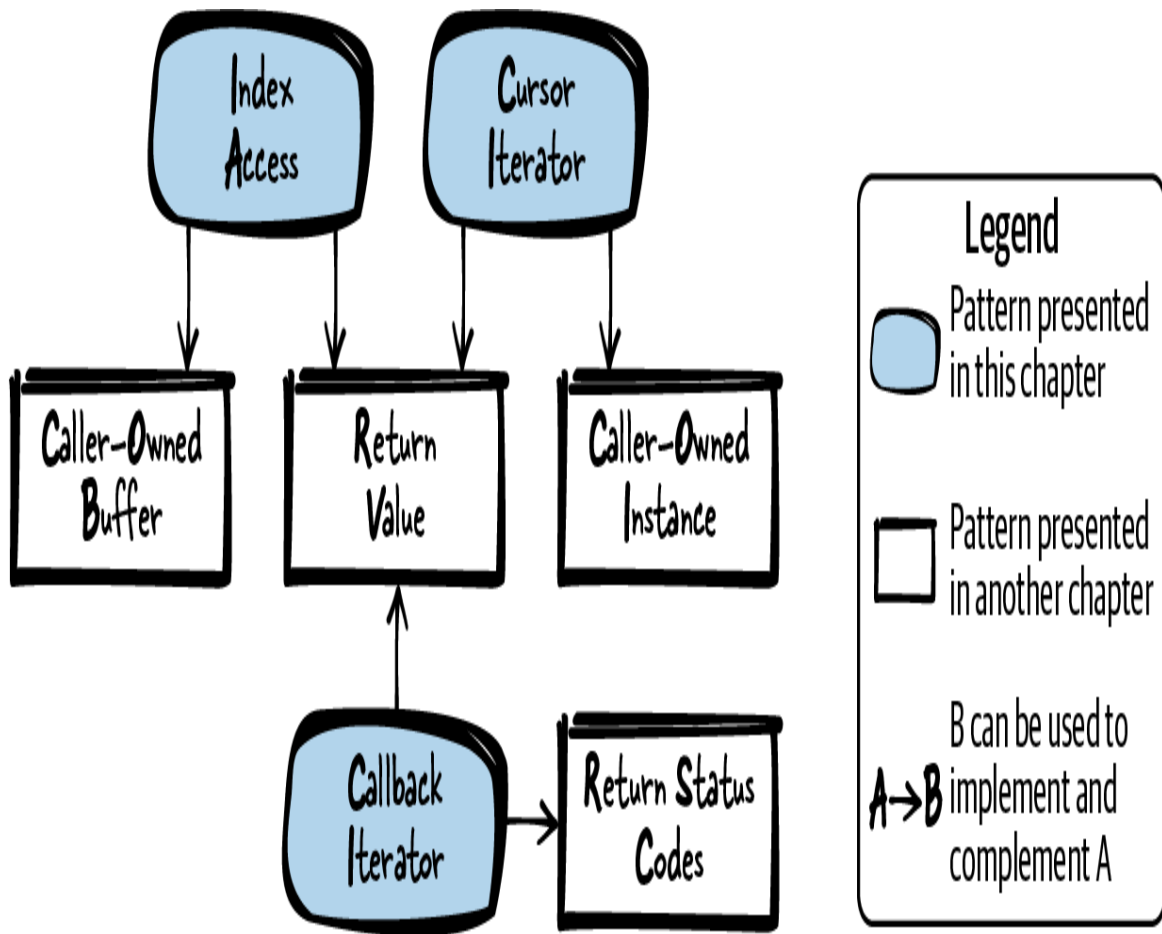 Index
Access
Cursor
Iterator
Caller-Owned
Buffer
Return
Value
Caller-Owned
Instance
Callback
Iterator
Return Status
Codes
Legend
Pattern presented
in this chapter
Pattern presented
in another chapter
A→B
B can be used to
implement and
complement A